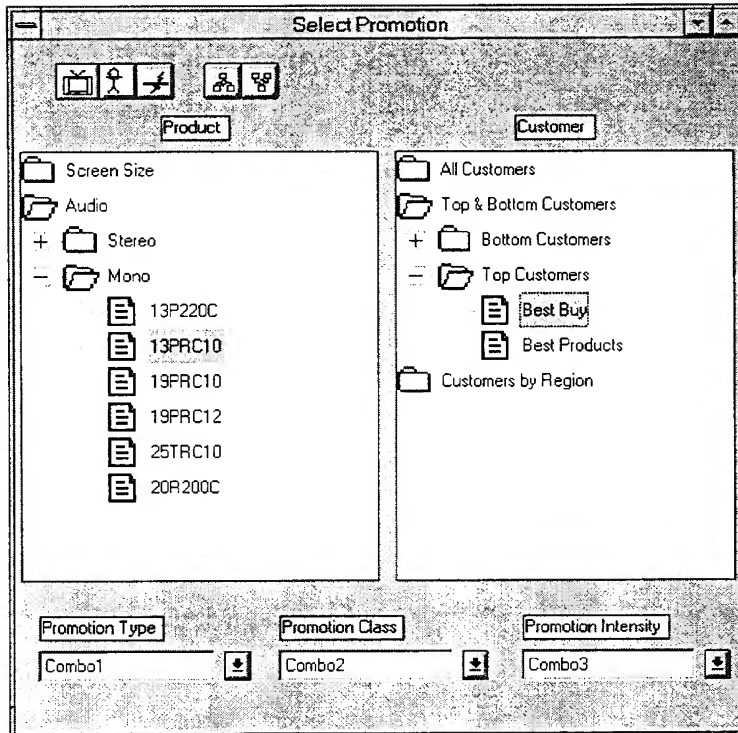 Select Promotion
Product
Customer
Screen Size
Audio
Stereo
Mono
13P220C
13PRC10
19PRC10
19PRC12
25TRC10
20R200C
All Customers
Top & Bottom Customers
Bottom Customers
Top Customers
Best Buy
Best Products
Customers by Region
Promotion Type
Promotion Class
Promotion Intensity
Combo1
Combo2
Combo3